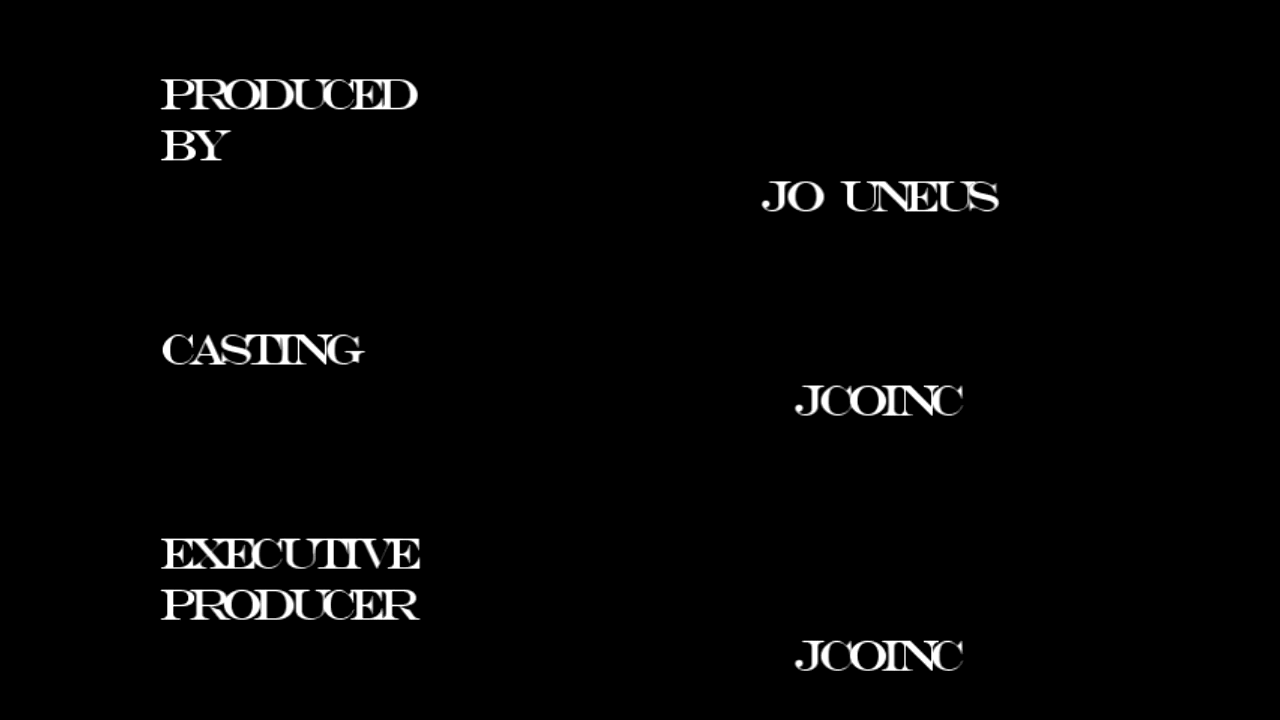 PRODUCED
BY
JO UNEUS
CASTING
JCOINC
EXECUTIVE
PRODUCER
JCOINC